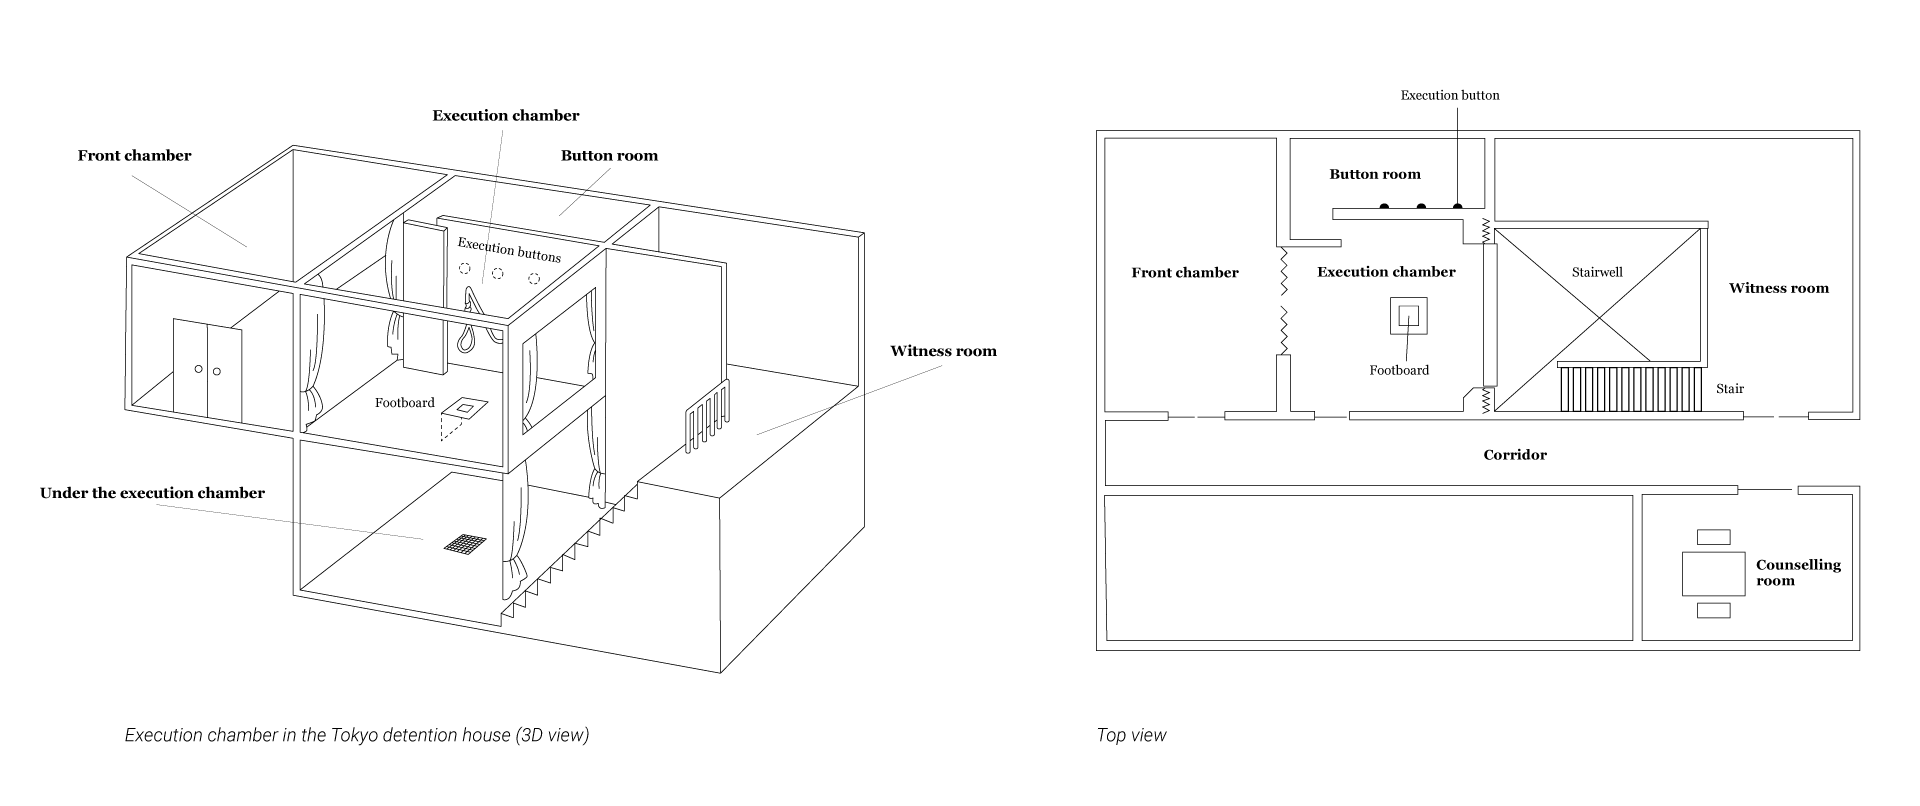 Execution chamber
Front chamber
Button room
Execution buttons
Witness room
Footboard
Under the execution chamber
Execution chamber in the Tokyo detention house (3D view)
Execution button
Button room
Front chamber
Execution chamber
Stairwell
Witness room
Footboard
Stair
Corridor
Counselling
room
Top view